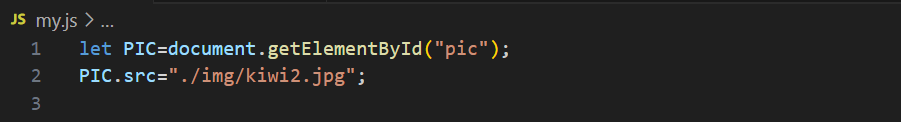 JS my.js > ...
1 let PIC=document.getElementById("pic");
2 PIC.src="./img/kiwi2.jpg";
3